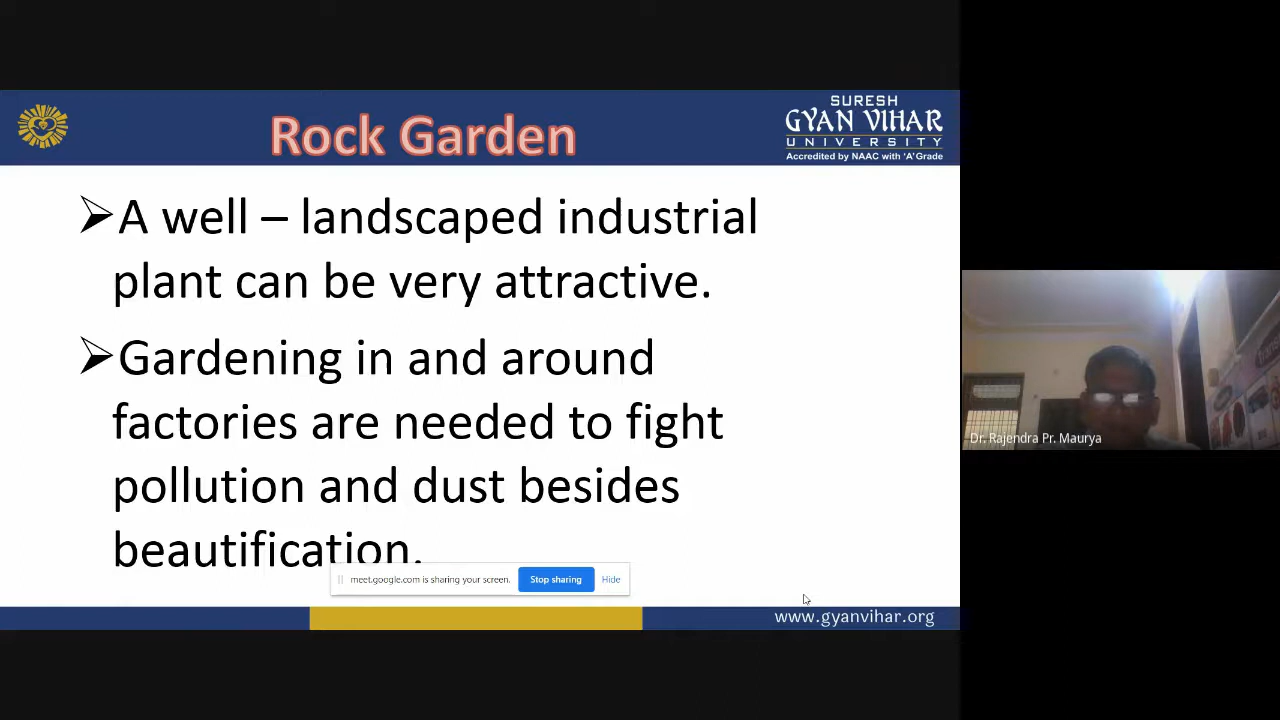 Rock Garden
SURESH
GYAN VIHAR
UNIVERSITY
Accredited by NAAC with 'A' Grade
➢A well – landscaped industrial
plant can be very attractive.
➢Gardening in and around
factories are needed to fight
pollution and dust besides
beautification.
meet.google.com is sharing your screen.
Stop sharing
Hide
www.gyanvihar.org
Dr. Rajendra Pr. Maurya